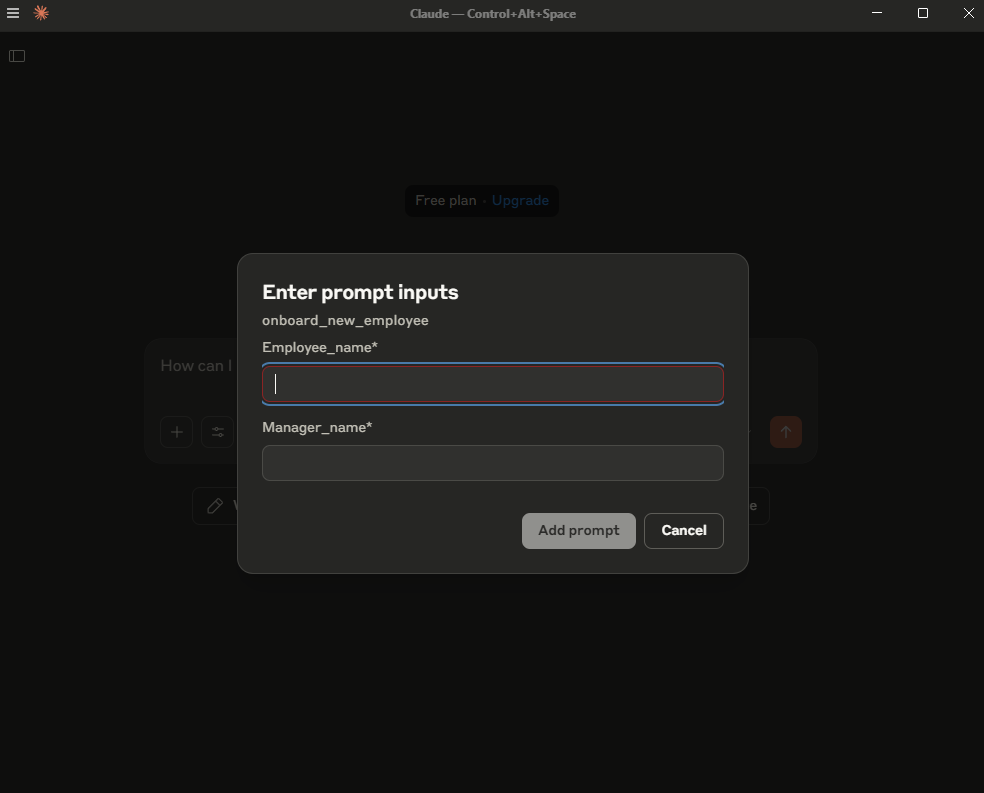 Claude — Control+Alt+Space
Free plan · Upgrade
Enter prompt inputs
onboard_new_employee
Employee_name*
How can I
Manager_name*
Add prompt
Cancel